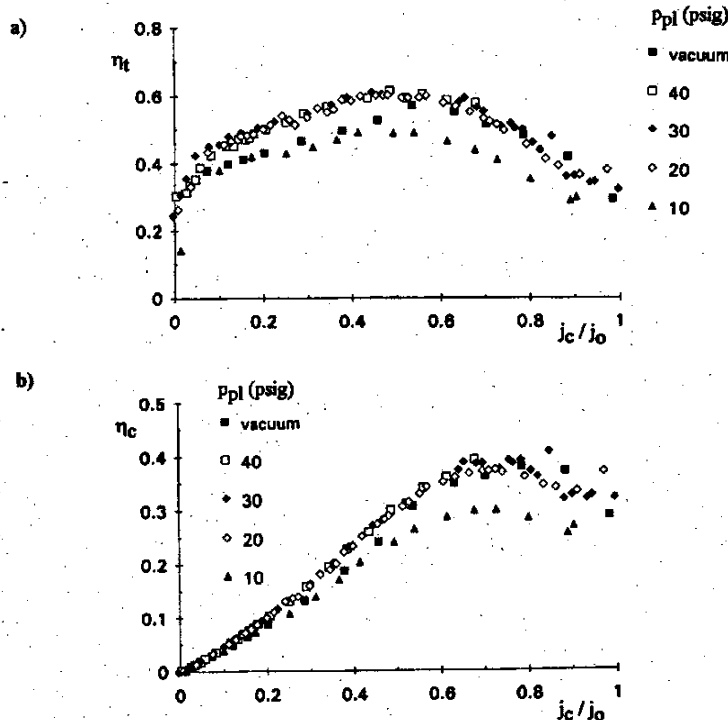 a)
p_pl (psig)
η_t
■ vacuum
□ 40
◆ 30
◇ 20
▲ 10
0.8
0.6
0.4
0.2
0
0 0.2 0.4 0.6 0.8 1
j_c / j_o
b)
p_pl (psig)
η_c
■ vacuum
□ 40
◆ 30
◇ 20
▲ 10
0.5
0.4
0.3
0.2
0.1
0
0 0.2 0.4 0.6 0.8 1
j_c / j_o